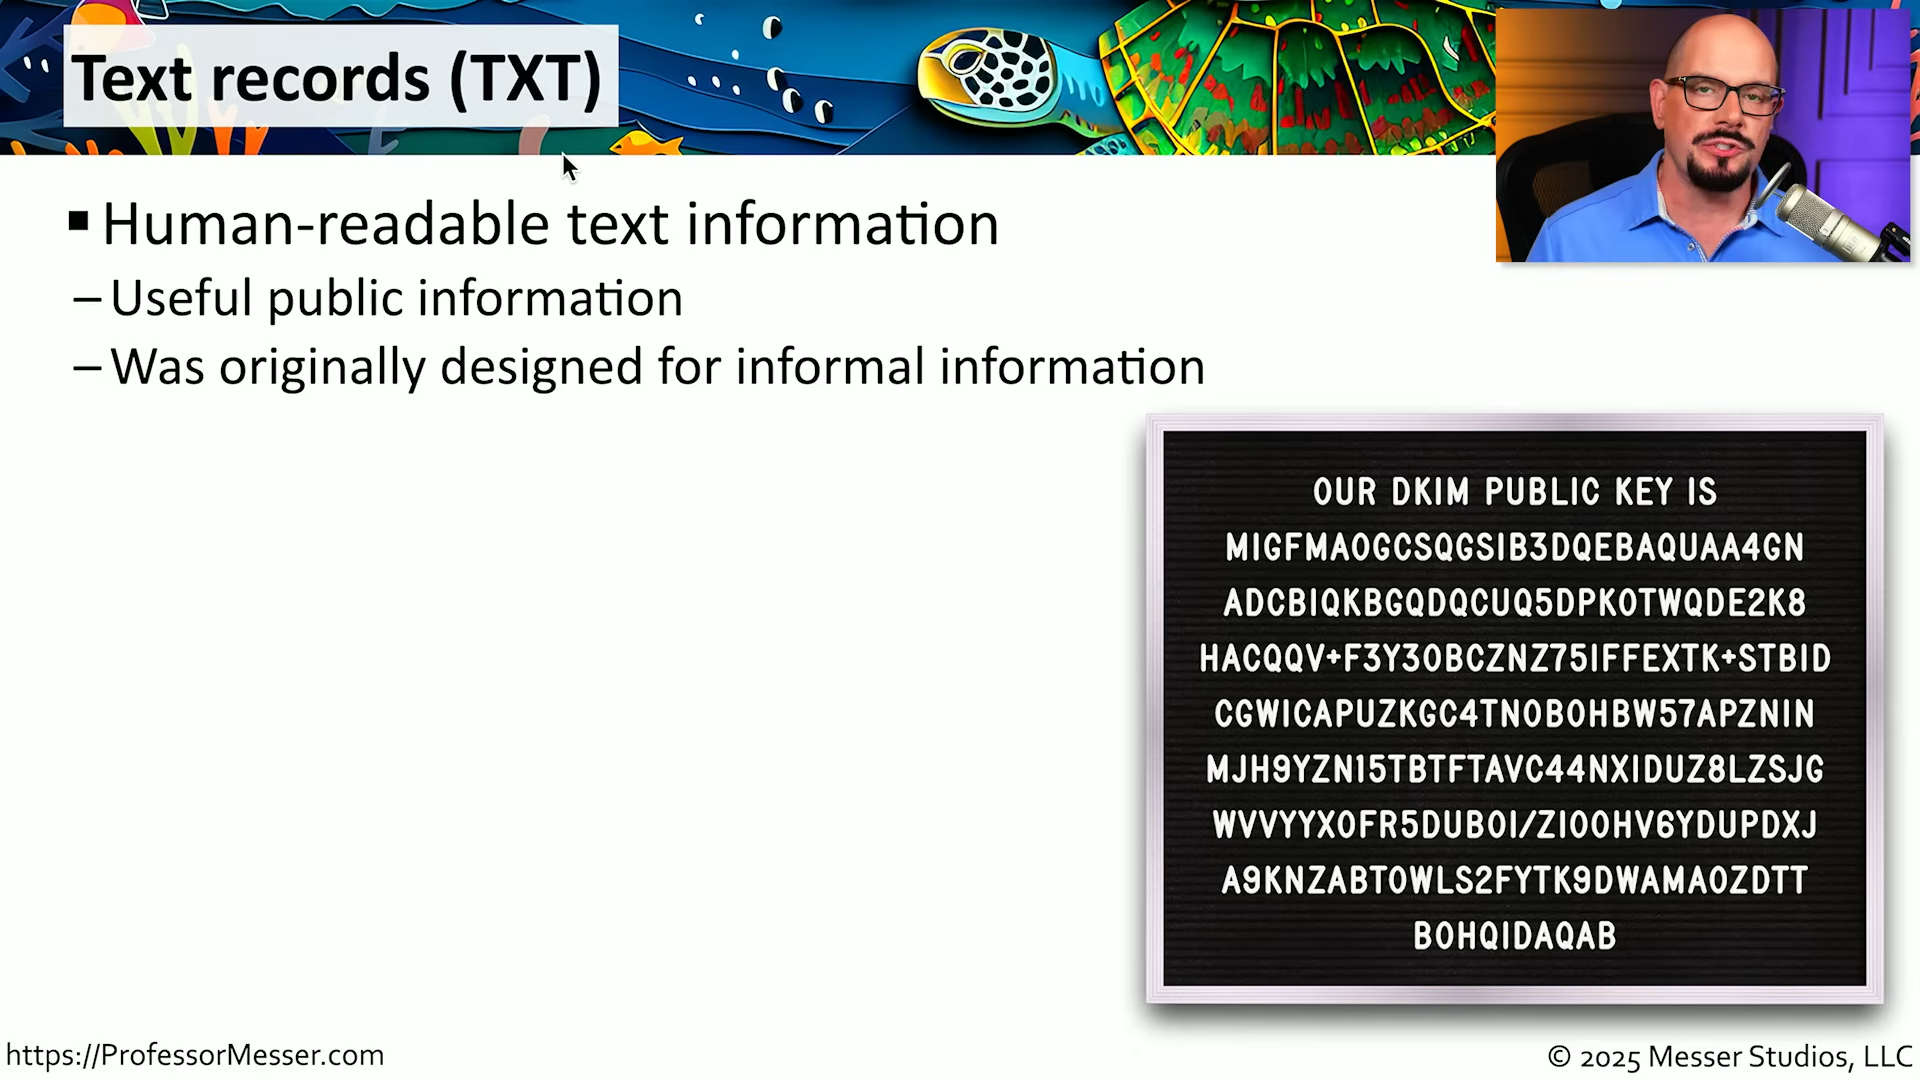 Text records (TXT)
▪ Human-readable text information
– Useful public information
– Was originally designed for informal information
OUR DKIM PUBLIC KEY IS
MIGFMA0GCSQGSIB3DQEBAQUAA4GN
ADCBIQKBGQDQCUQ5DPK0TWQDE2K8
HACQQV+F3Y30BCZNZ75IFFEXTK+STBID
CGWICAPUZKGC4TN0B0HBW57APZNIN
MJH9YZN15TBTFTAVC44NXIDUZ8LZSJG
WVVYYX0FR5DUB0I/ZI00HV6YDUPDXJ
A9KNZABT0WLS2FYTK9DWAMA0ZDTT
B0HQIDAQAB
https://ProfessorMesser.com
© 2025 Messer Studios, LLC